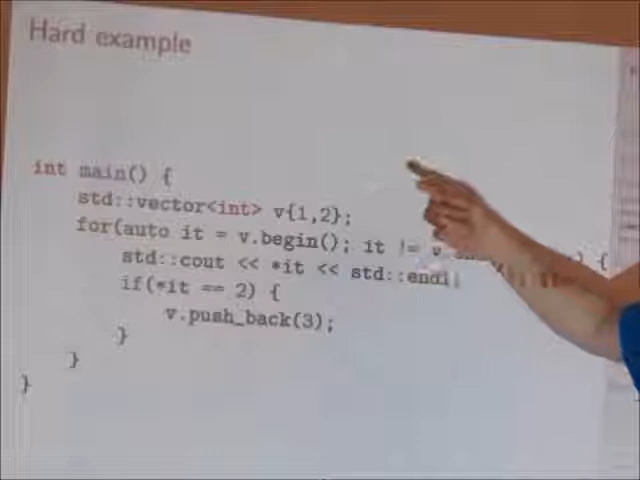 Hard example
int main() {
std::vector<int> v{1,2};
for(auto it = v.begin(); it != {
std::cout << *it << std::endl
if(*it == 2) {
v.push_back(3);
}
}
}